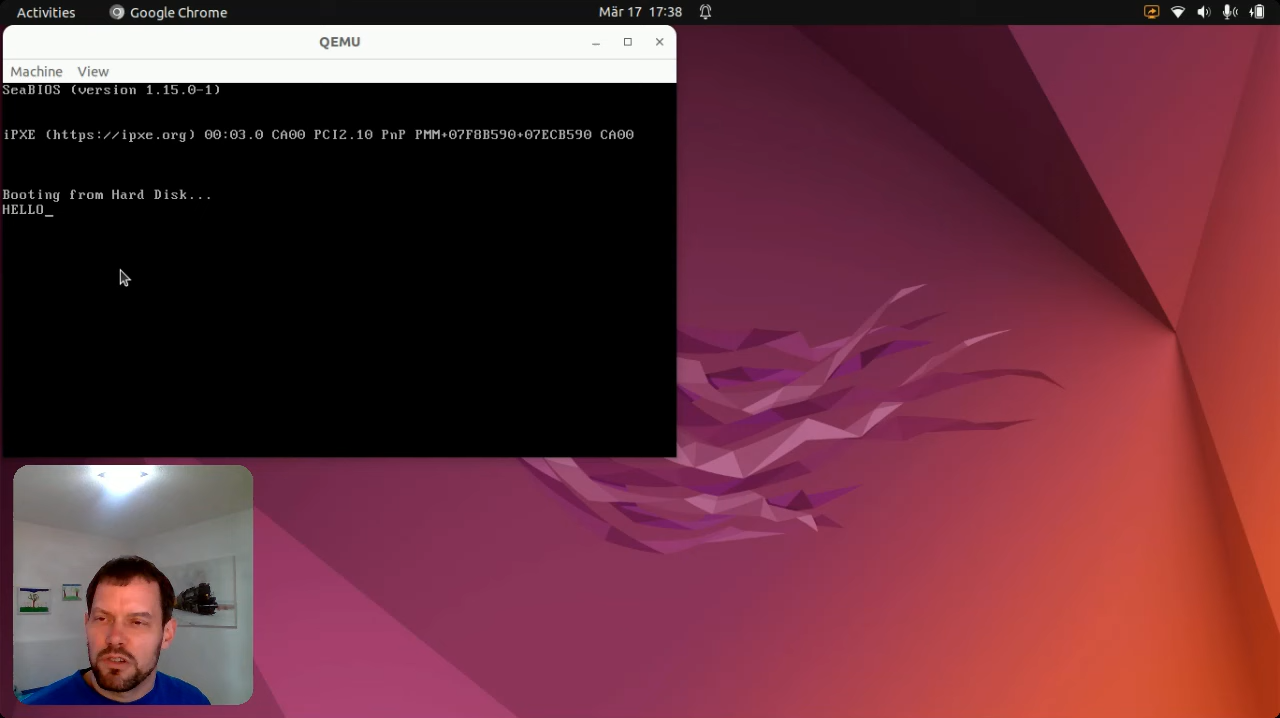 Activities
Google Chrome
Mär 17 17:38
QEMU
Machine View
SeaBIOS (version 1.15.0-1)
iPXE (https://ipxe.org) 00:03.0 CA00 PCI2.10 PnP PMM+07F8B590+07ECB590 CA00
Booting from Hard Disk...
HELLO_